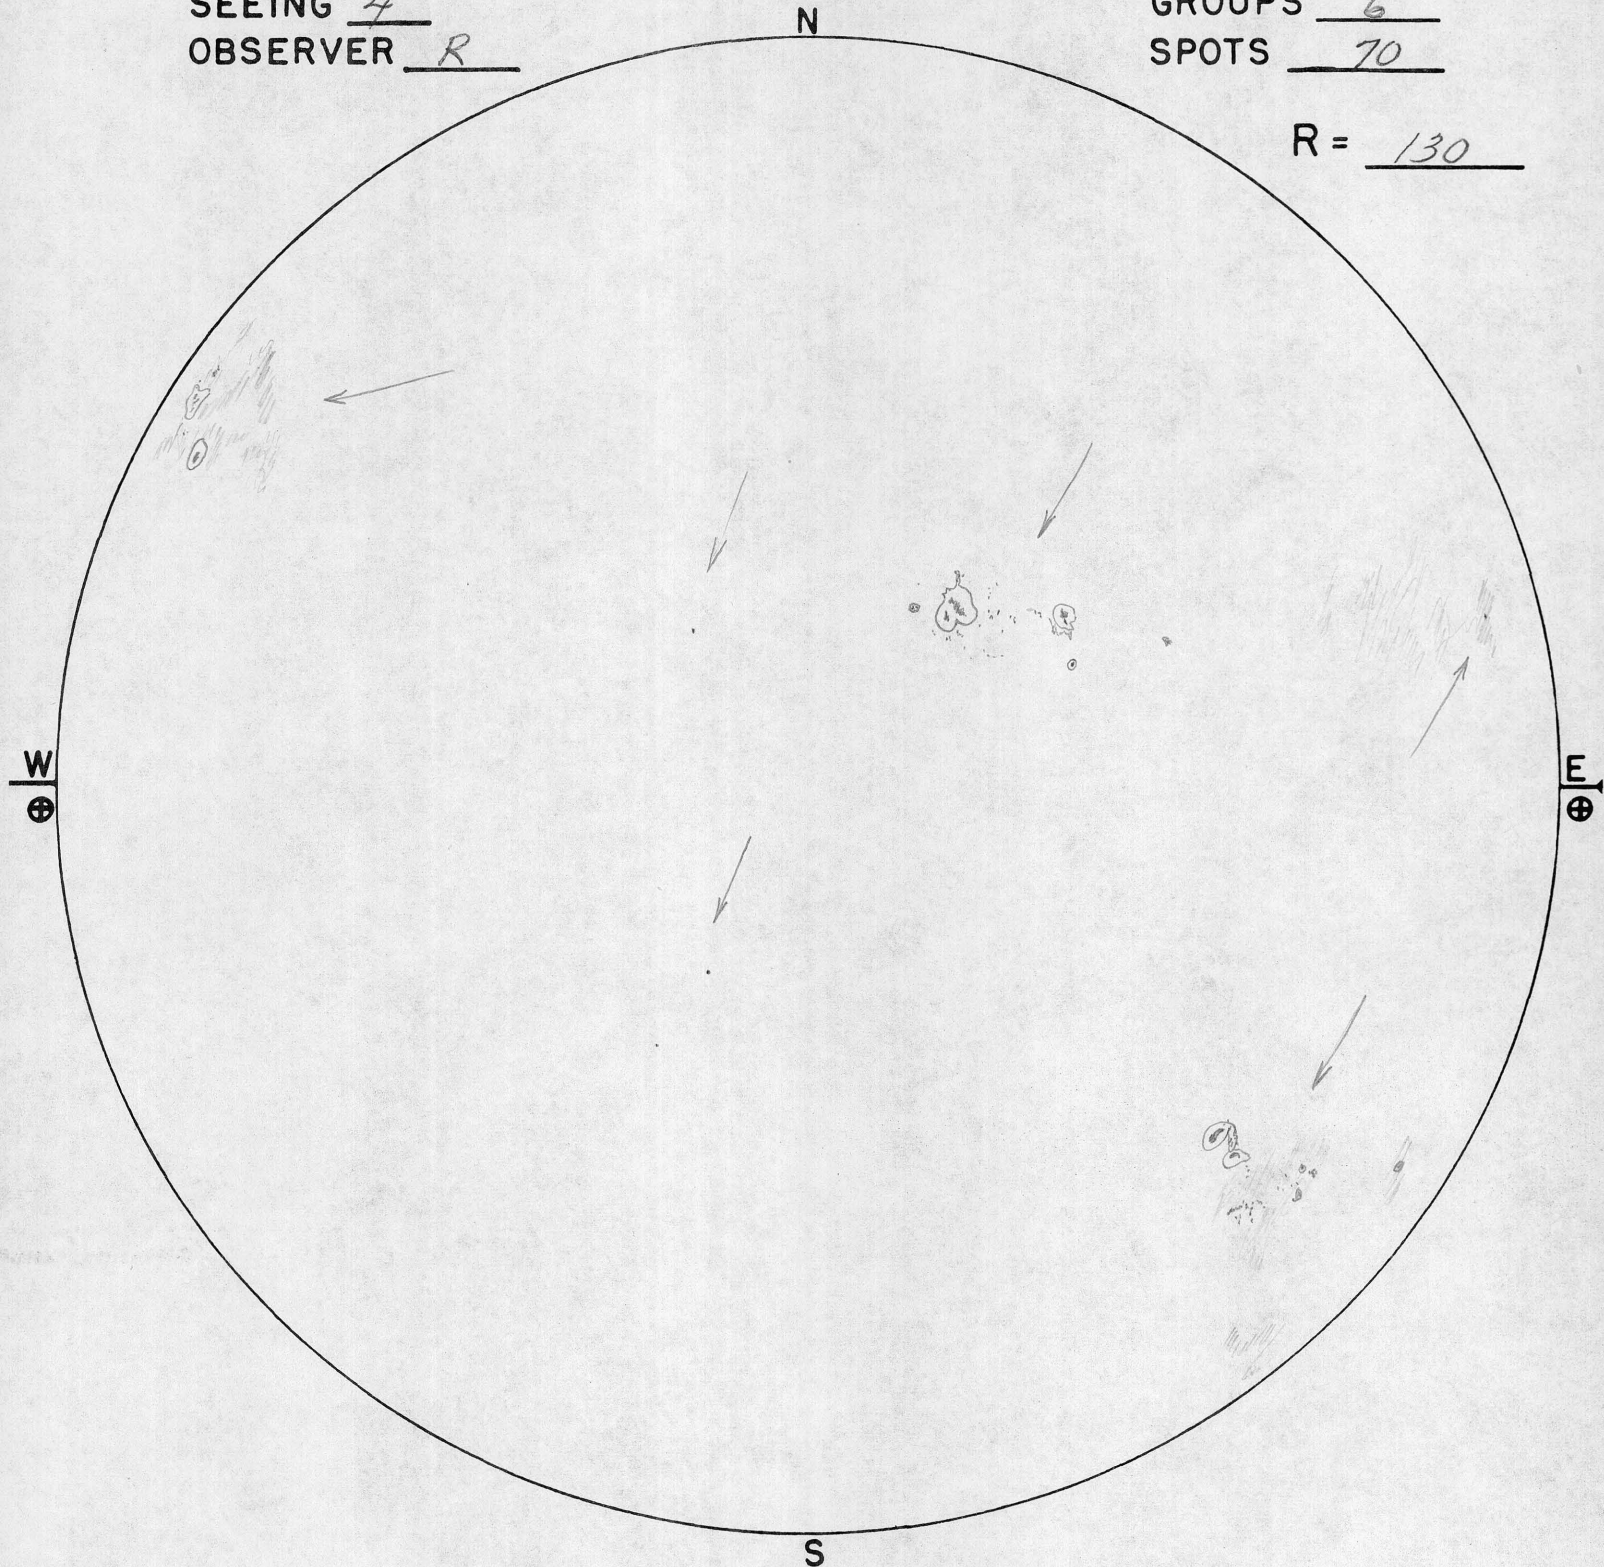 SEEING 4
OBSERVER R
GROUPS 6
SPOTS 70
R = 130
N
W
E
S